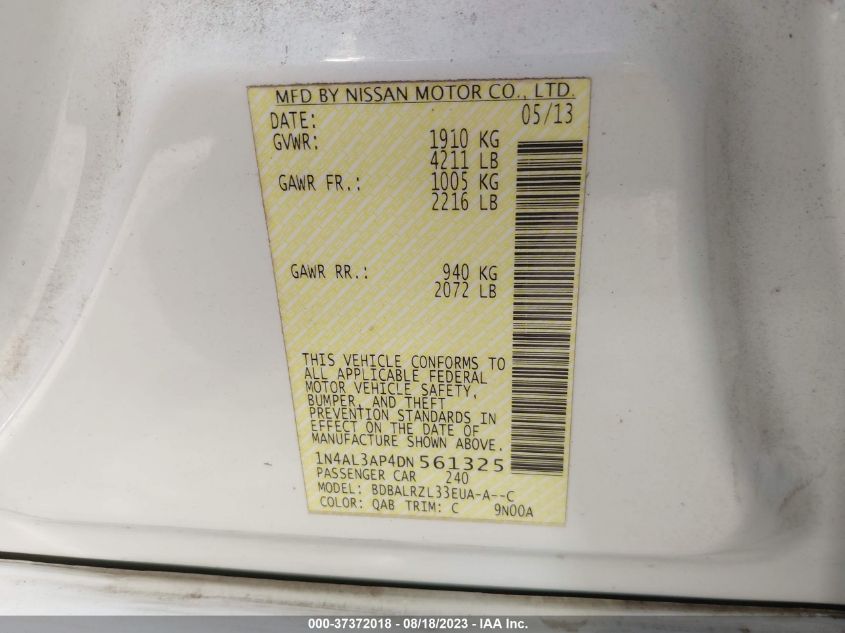 MFD BY NISSAN MOTOR CO., LTD.
DATE: 05/13
GVWR: 1910 KG
4211 LB
GAWR FR.: 1005 KG
2216 LB
GAWR RR.: 940 KG
2072 LB
THIS VEHICLE CONFORMS TO
ALL APPLICABLE FEDERAL
MOTOR VEHICLE SAFETY,
BUMPER, AND THEFT
PREVENTION STANDARDS IN
EFFECT ON THE DATE OF
MANUFACTURE SHOWN ABOVE.
1N4AL3AP4DN 561325
PASSENGER CAR 240
MODEL: BDBALRZL33EUA-A--C
COLOR: QAB TRIM: C 9N00A
000-37372018 - 08/18/2023 - IAA Inc.